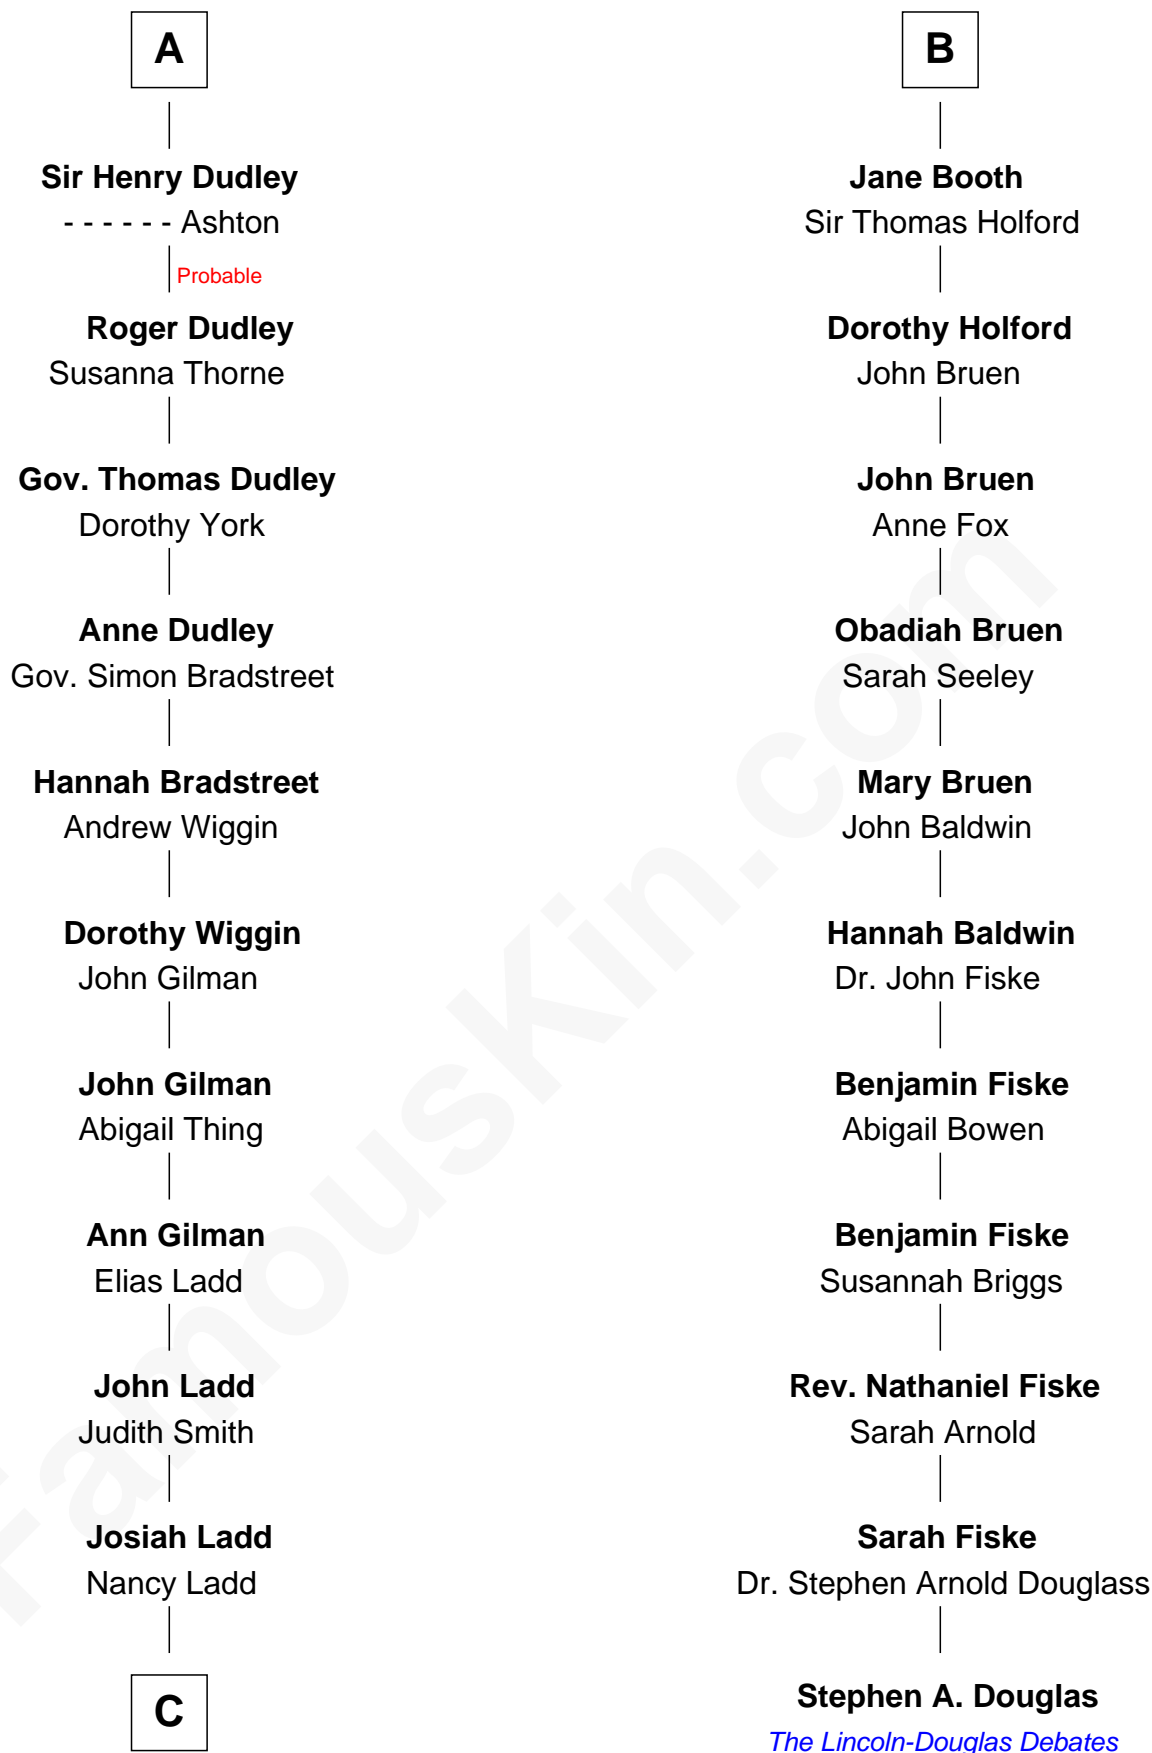 A
Sir Henry Dudley
- - - - - - Ashton
Probable
Roger Dudley
Susanna Thorne
Gov. Thomas Dudley
Dorothy York
Anne Dudley
Gov. Simon Bradstreet
Hannah Bradstreet
Andrew Wiggin
Dorothy Wiggin
John Gilman
John Gilman
Abigail Thing
Ann Gilman
Elias Ladd
John Ladd
Judith Smith
Josiah Ladd
Nancy Ladd
C
B
Jane Booth
Sir Thomas Holford
Dorothy Holford
John Bruen
John Bruen
Anne Fox
Obadiah Bruen
Sarah Seeley
Mary Bruen
John Baldwin
Hannah Baldwin
Dr. John Fiske
Benjamin Fiske
Abigail Bowen
Benjamin Fiske
Susannah Briggs
Rev. Nathaniel Fiske
Sarah Arnold
Sarah Fiske
Dr. Stephen Arnold Douglass
Stephen A. Douglas
The Lincoln-Douglas Debates
FamousKin.com